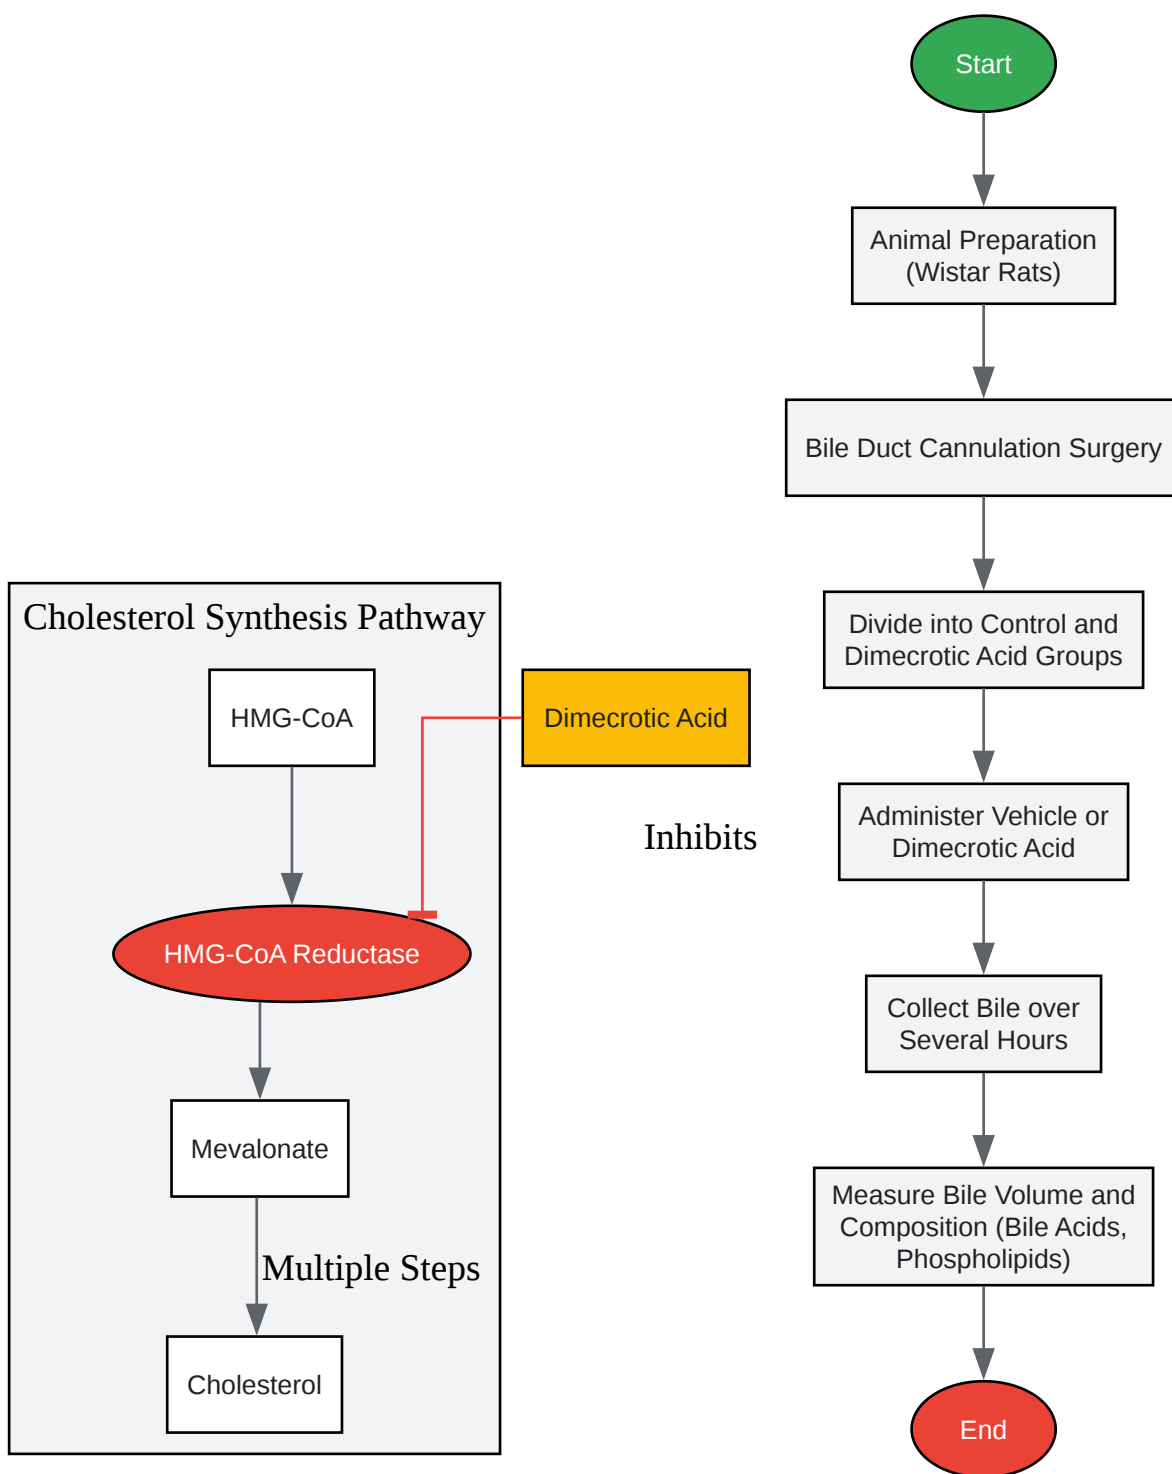 Start
Animal Preparation
(Wistar Rats)
Bile Duct Cannulation Surgery
Divide into Control and
Dimecrotic Acid Groups
Administer Vehicle or
Dimecrotic Acid
Collect Bile over
Several Hours
Measure Bile Volume and
Composition (Bile Acids,
Phospholipids)
End
Cholesterol Synthesis Pathway
HMG-CoA
Dimecrotic Acid
Inhibits
HMG-CoA Reductase
Mevalonate
Multiple Steps
Cholesterol